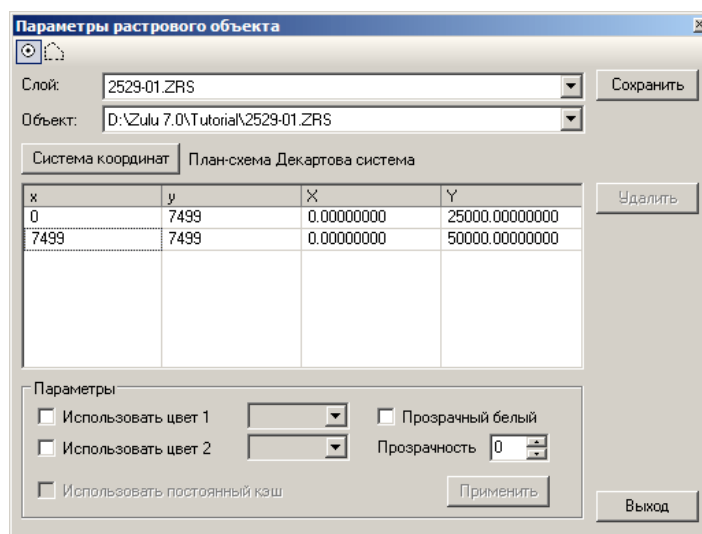 Параметры растрового объекта
Слой: 2529-01.ZRS Сохранить
Объект: D:\Zulu 7.0\Tutorial\2529-01.ZRS
Система координат План-схема Декартова система
x y X Y Удалить
0 7499 0.00000000 25000.00000000
7499 7499 0.00000000 50000.00000000
Параметры
Использовать цвет 1 Прозрачный белый
Использовать цвет 2 Прозрачность 0
Использовать постоянный кэш Применить
Выход